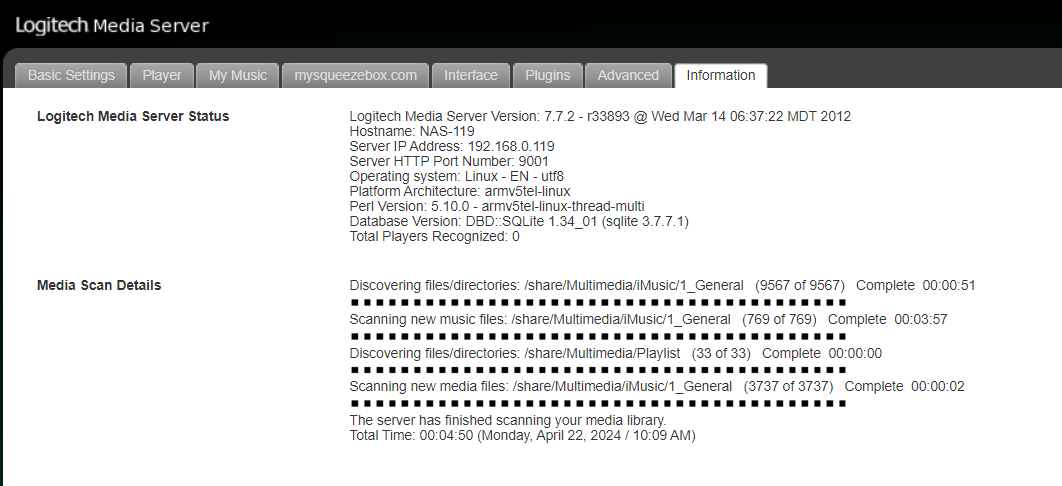 Logitech Media Server
Basic Settings Player My Music mysqueezebox.com Interface Plugins Advanced Information
Logitech Media Server Status
Logitech Media Server Version: 7.7.2 - r33893 @ Wed Mar 14 06:37:22 MDT 2012
Hostname: NAS-119
Server IP Address: 192.168.0.119
Server HTTP Port Number: 9001
Operating system: Linux - EN - utf8
Platform Architecture: armv5tel-linux
Perl Version: 5.10.0 - armv5tel-linux-thread-multi
Database Version: DBD::SQLite 1.34_01 (sqlite 3.7.7.1)
Total Players Recognized: 0
Media Scan Details
Discovering files/directories: /share/Multimedia/iMusic/1_General (9567 of 9567) Complete 00:00:51
Scanning new music files: /share/Multimedia/iMusic/1_General (769 of 769) Complete 00:03:57
Discovering files/directories: /share/Multimedia/Playlist (33 of 33) Complete 00:00:00
Scanning new media files: /share/Multimedia/iMusic/1_General (3737 of 3737) Complete 00:00:02
The server has finished scanning your media library.
Total Time: 00:04:50 (Monday, April 22, 2024 / 10:09 AM)